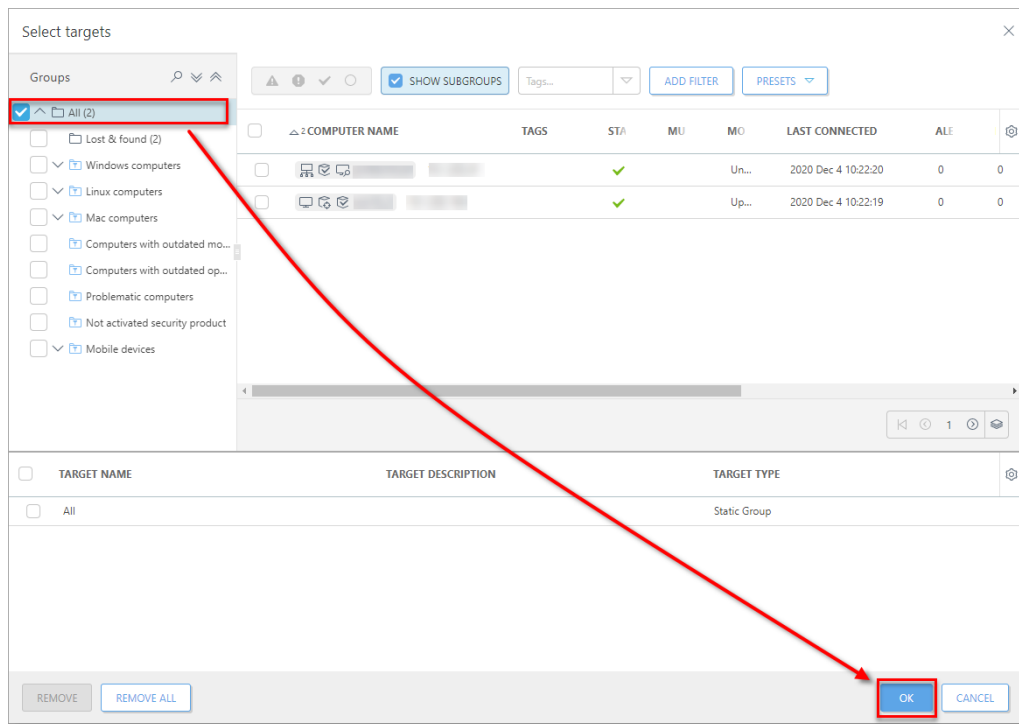 Select targets
Groups
SHOW SUBGROUPS
Tags...
ADD FILTER
PRESETS
All (2)
Lost & found (2)
Windows computers
Linux computers
Mac computers
Computers with outdated mo...
Computers with outdated op...
Problematic computers
Not activated security product
Mobile devices
2 COMPUTER NAME TAGS STA MU MO LAST CONNECTED ALE
Un... 2020 Dec 4 10:22:20 0 0
Up... 2020 Dec 4 10:22:19 0 0
1
TARGET NAME TARGET DESCRIPTION TARGET TYPE
All Static Group
REMOVE REMOVE ALL OK CANCEL